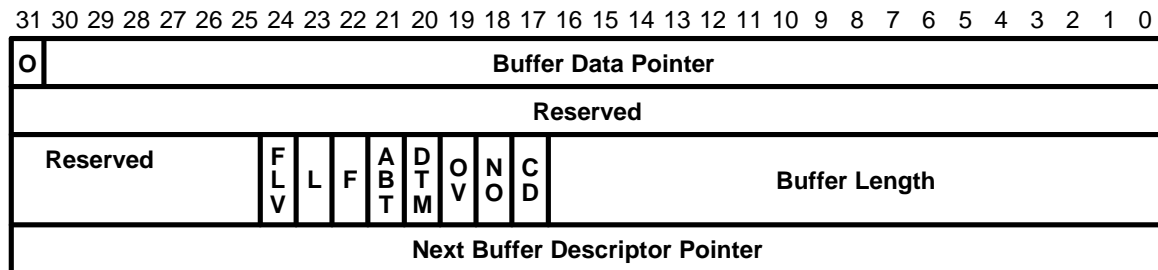 31 30 29 28 27 26 25 24 23 22 21 20 19 18 17 16 15 14 13 12 11 10 9 8 7 6 5 4 3 2 1 0
O Buffer Data Pointer
Reserved
Reserved FLV L F ABT DTM OV NO CD Buffer Length
Next Buffer Descriptor Pointer